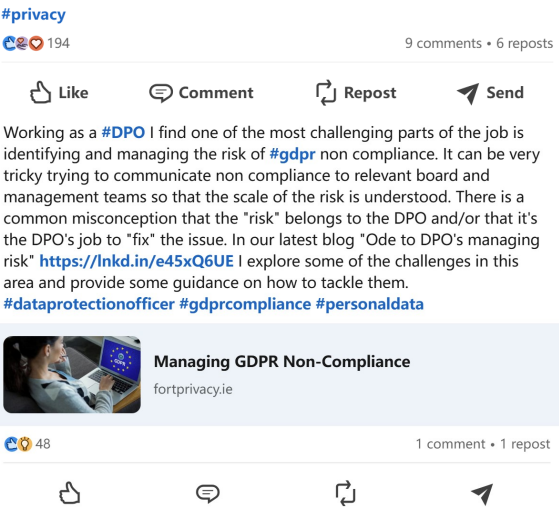 #privacy
194
9 comments • 6 reposts
Like
Comment
Repost
Send
Working as a #DPO I find one of the most challenging parts of the job is
identifying and managing the risk of #gdpr non compliance. It can be very
tricky trying to communicate non compliance to relevant board and
management teams so that the scale of the risk is understood. There is a
common misconception that the "risk" belongs to the DPO and/or that it's
the DPO's job to "fix" the issue. In our latest blog "Ode to DPO's managing
risk" https://lnkd.in/e45xQ6UE I explore some of the challenges in this
area and provide some guidance on how to tackle them.
#dataprotectionofficer #gdprcompliance #personaldata
GDPR
Managing GDPR Non-Compliance
fortprivacy.ie
48
1 comment • 1 repost